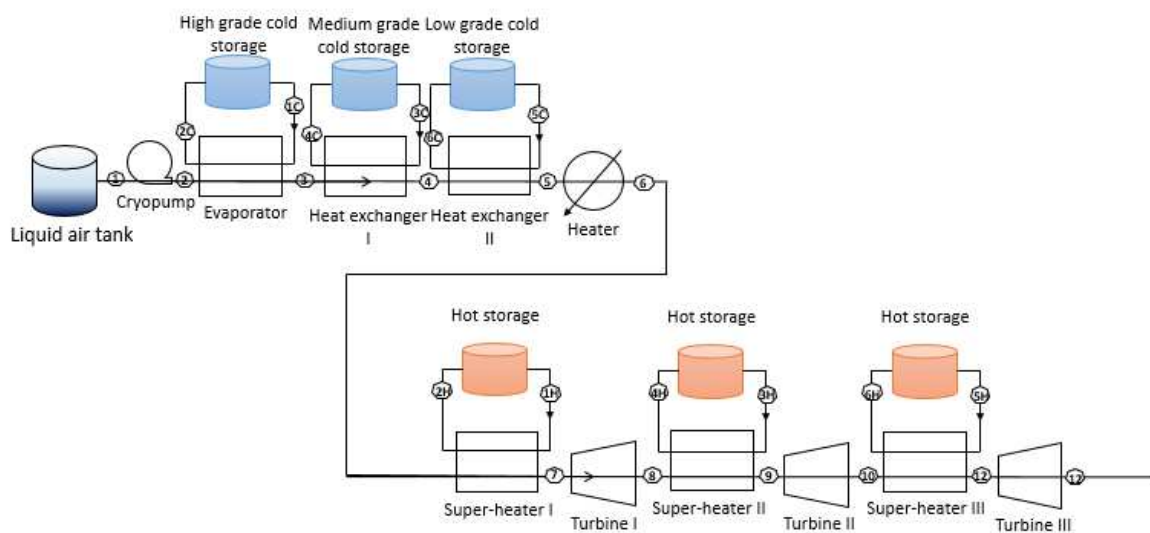 High grade cold
storage
Medium grade
cold storage
Low grade cold
storage
1C
2C
3C
4C
5C
6C
1
2
3
4
5
6
Cryopump
Evaporator
Heat exchanger
I
Heat exchanger
II
Heater
Liquid air tank
Hot storage
Hot storage
Hot storage
2H
1H
4H
3H
6H
5H
7
8
9
10
12
12
Super-heater I
Turbine I
Super-heater II
Turbine II
Super-heater III
Turbine III